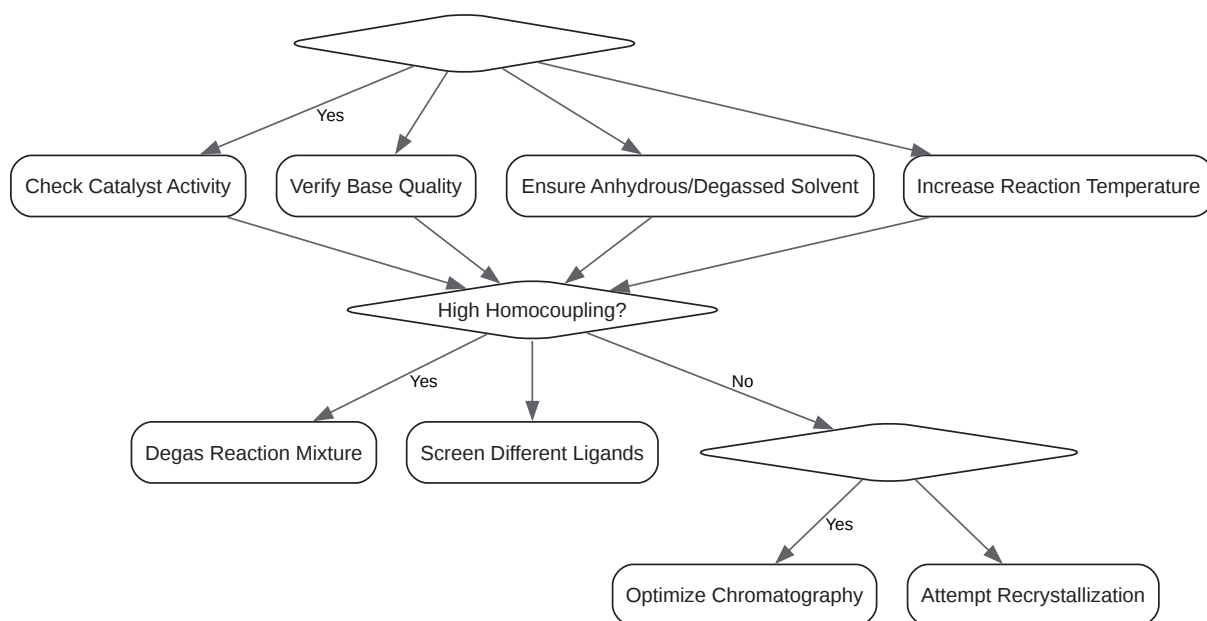 Yes
Check Catalyst Activity
Verify Base Quality
Ensure Anhydrous/Degassed Solvent
Increase Reaction Temperature
High Homocoupling?
Yes
No
Degas Reaction Mixture
Screen Different Ligands
Yes
Optimize Chromatography
Attempt Recrystallization